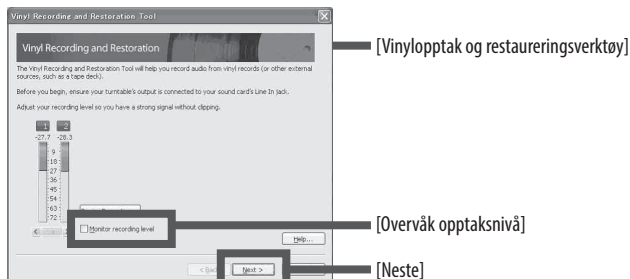 Vinyl Recording and Restoration Tool
Vinyl Recording and Restoration
[Vinylopptak og restaureringsverktøy]
The Vinyl Recording and Restoration Tool will help you record audio from vinyl records (or other external
sources, such as a tape deck).
Before you begin, ensure your turntable's output is connected to your sound card's Line In jack.
Adjust your recording level so you have a strong signal without clipping.
1 2
-27.7 -28.3
9
18
27
36
45
54
63
72
Monitor recording level
[Overvåk opptaksnivå]
Help...
Next >
[Neste]